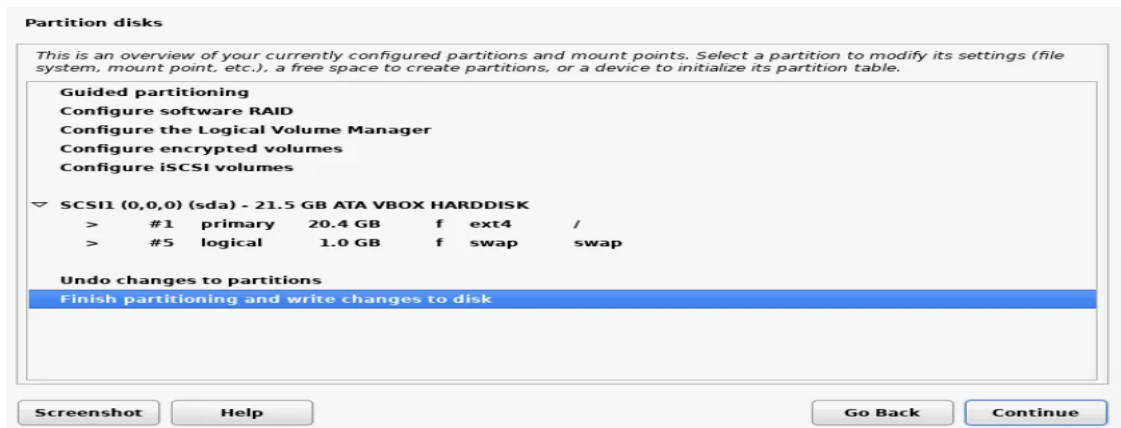 Partition disks
This is an overview of your currently configured partitions and mount points. Select a partition to modify its settings (file
system, mount point, etc.), a free space to create partitions, or a device to initialize its partition table.
Guided partitioning
Configure software RAID
Configure the Logical Volume Manager
Configure encrypted volumes
Configure iSCSI volumes
SCSI1 (0,0,0) (sda) - 21.5 GB ATA VBOX HARDDISK
> #1 primary 20.4 GB f ext4 /
> #5 logical 1.0 GB f swap swap
Undo changes to partitions
Finish partitioning and write changes to disk
Screenshot Help Go Back Continue